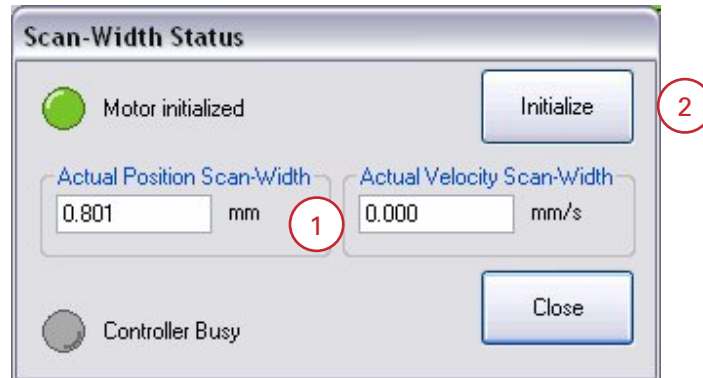 Scan-Width Status
Motor initialized
Initialize
2
Actual Position Scan-Width
Actual Velocity Scan-Width
0.801 mm
1
0.000 mm/s
Controller Busy
Close